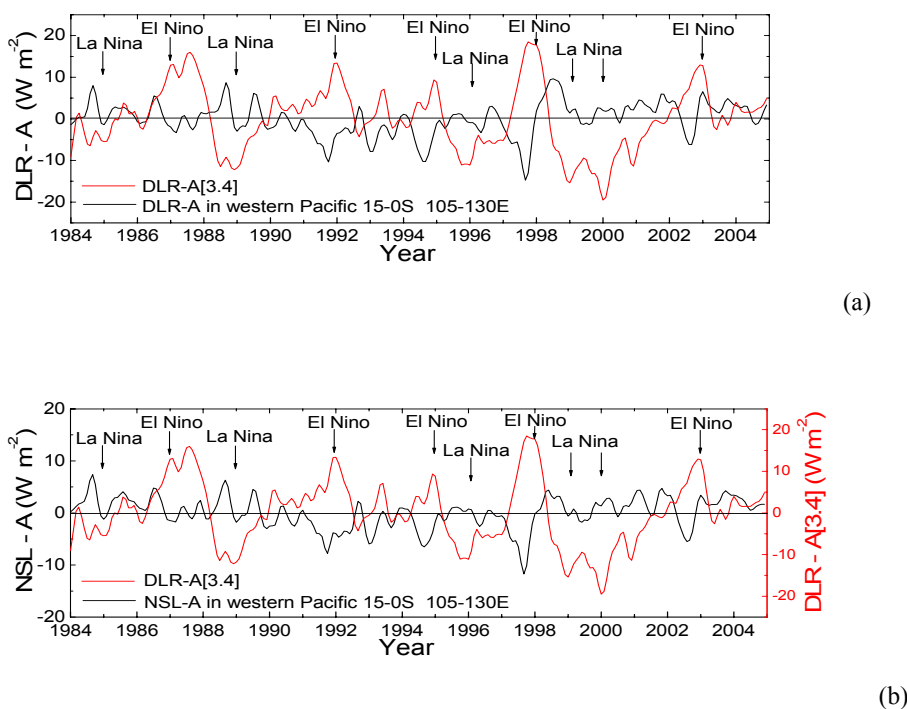 El Nino El Nino El Nino El Nino El Nino
La Nina La Nina La Nina La Nina
DLR - A (W m-2)
20
10
0
-10
-20
DLR-A[3.4]
DLR-A in western Pacific 15-0S 105-130E
1984 1986 1988 1990 1992 1994 1996 1998 2000 2002 2004
Year
(a)
El Nino El Nino El Nino El Nino El Nino
La Nina La Nina La Nina La Nina
NSL - A (W m-2)
20
10
0
-10
-20
DLR - A[3.4] (W m-2)
20
10
0
-10
-20
DLR-A[3.4]
NSL-A in western Pacific 15-0S 105-130E
1984 1986 1988 1990 1992 1994 1996 1998 2000 2002 2004
Year
(b)